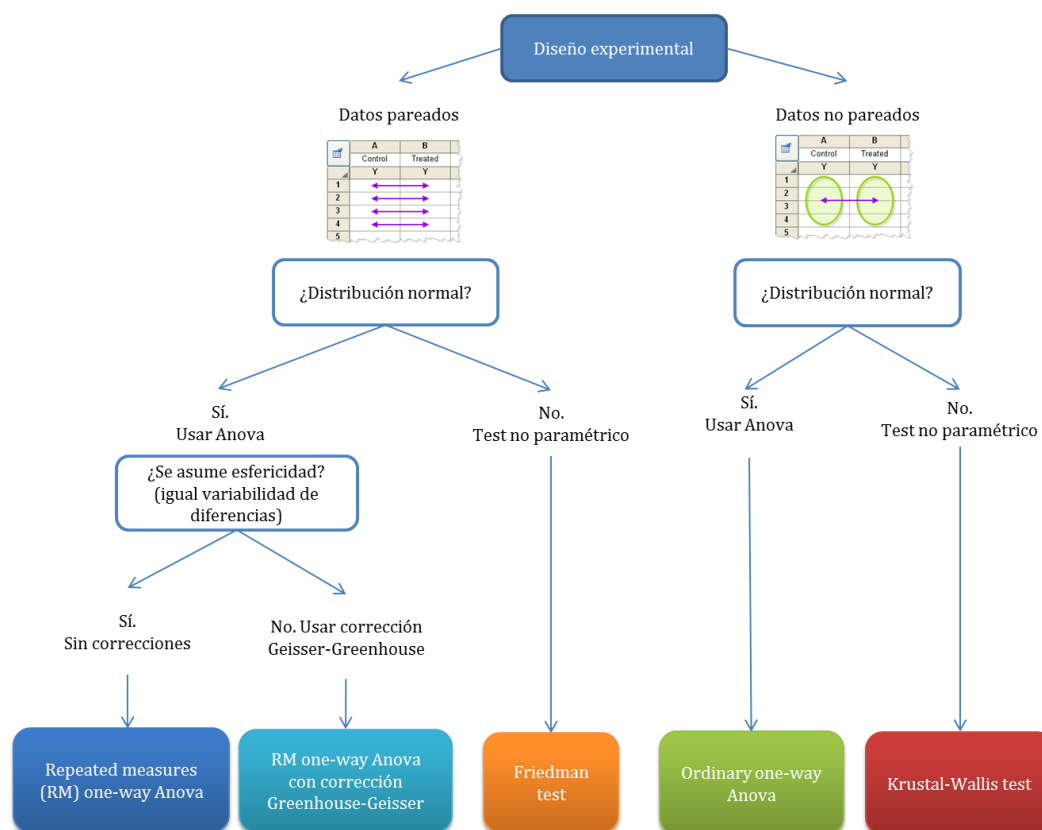 Diseño experimental
Datos pareados
A B
Control Treated
Y Y
1
2
3
4
5
Datos no pareados
A B
Control Treated
Y Y
1
2
3
4
5
¿Distribución normal?
¿Distribución normal?
Sí.
Usar Anova
No.
Test no paramétrico
Sí.
Usar Anova
No.
Test no paramétrico
¿Se asume esfericidad?
(igual variabilidad de
diferencias)
Sí.
Sin correcciones
No. Usar corrección
Geisser-Greenhouse
Repeated measures
(RM) one-way Anova
RM one-way Anova
con corrección
Greenhouse-Geisser
Friedman
test
Ordinary one-way
Anova
Krustal-Wallis test